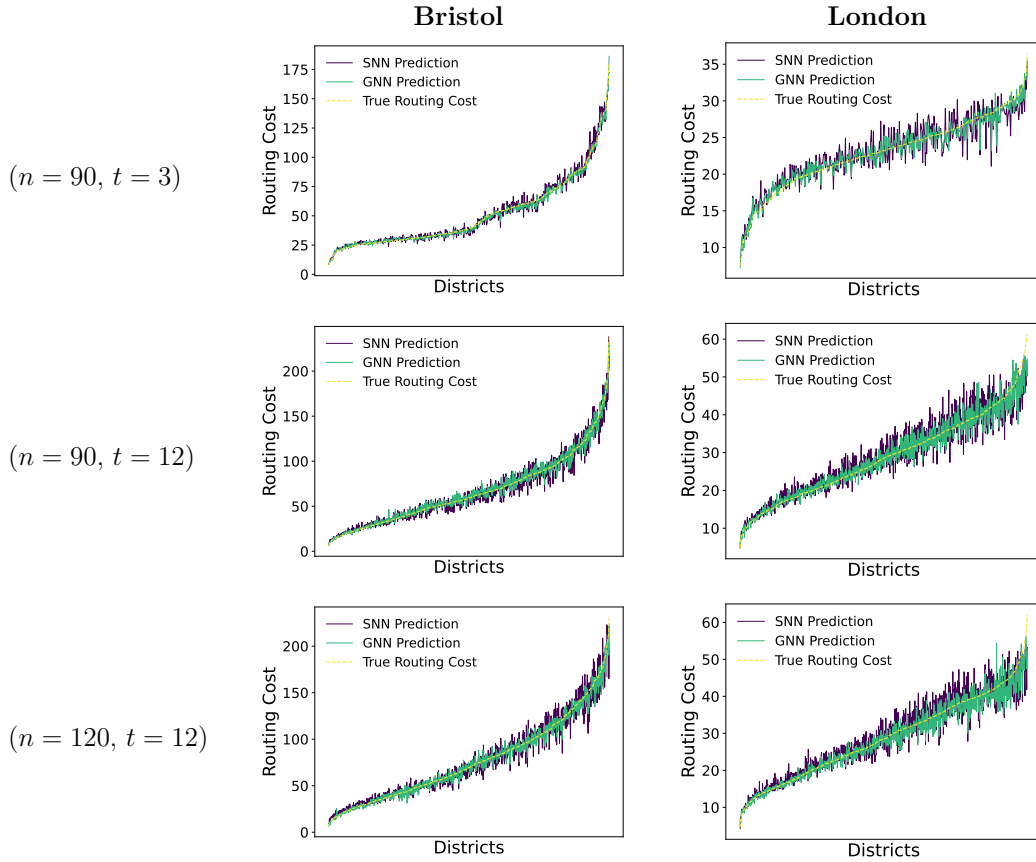 Bristol
London
(n = 90, t = 3)
Routing Cost
175
150
125
100
75
50
25
0
SNN Prediction
GNN Prediction
True Routing Cost
Districts
Routing Cost
35
30
25
20
15
10
SNN Prediction
GNN Prediction
True Routing Cost
Districts
(n = 90, t = 12)
Routing Cost
200
150
100
50
0
SNN Prediction
GNN Prediction
True Routing Cost
Districts
Routing Cost
60
50
40
30
20
10
SNN Prediction
GNN Prediction
True Routing Cost
Districts
(n = 120, t = 12)
Routing Cost
200
150
100
50
0
SNN Prediction
GNN Prediction
True Routing Cost
Districts
Routing Cost
60
50
40
30
20
10
SNN Prediction
GNN Prediction
True Routing Cost
Districts